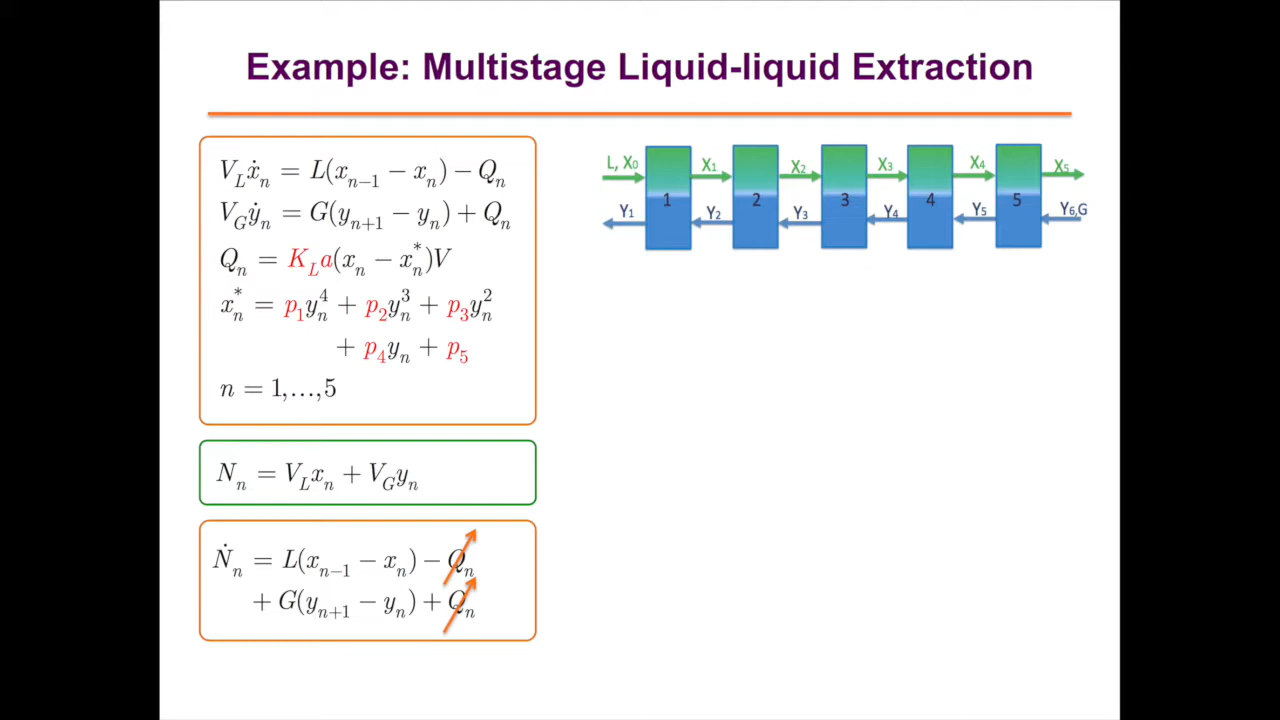 Example: Multistage Liquid-liquid Extraction
V_L ẋ_n = L(x_{n−1} − x_n) − Q_n
V_G ẏ_n = G(y_{n+1} − y_n) + Q_n
Q_n = K_L a(x_n − x_n^*)V
x_n^* = p_1 y_n^4 + p_2 y_n^3 + p_3 y_n^2
+ p_4 y_n + p_5
n = 1,…,5
N_n = V_L x_n + V_G y_n
Ṅ_n = L(x_{n−1} − x_n) − Q_n
+ G(y_{n+1} − y_n) + Q_n
L, X₀ X₁ X₂ X₃ X₄ X₅
1 2 3 4 5
Y₁ Y₂ Y₃ Y₄ Y₅ Y₆,G